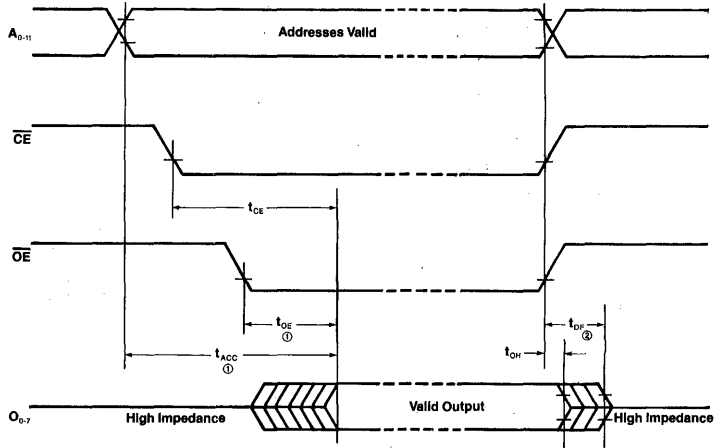 A0-11
Addresses Valid
CE
tCE
OE
tOE
①
tDF
②
tACC
①
tOH
O0-7
High Impedance
Valid Output
High Impedance